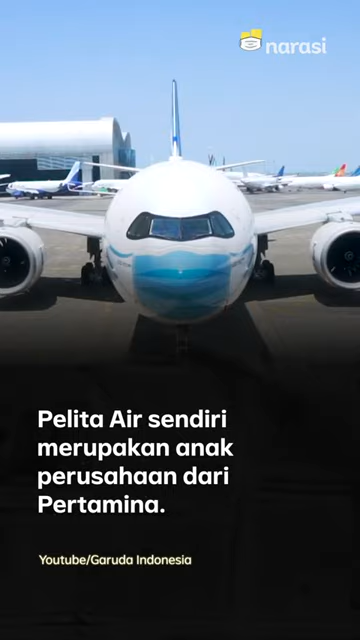 narasi
Pelita Air sendiri
merupakan anak
perusahaan dari
Pertamina.
Youtube/Garuda Indonesia